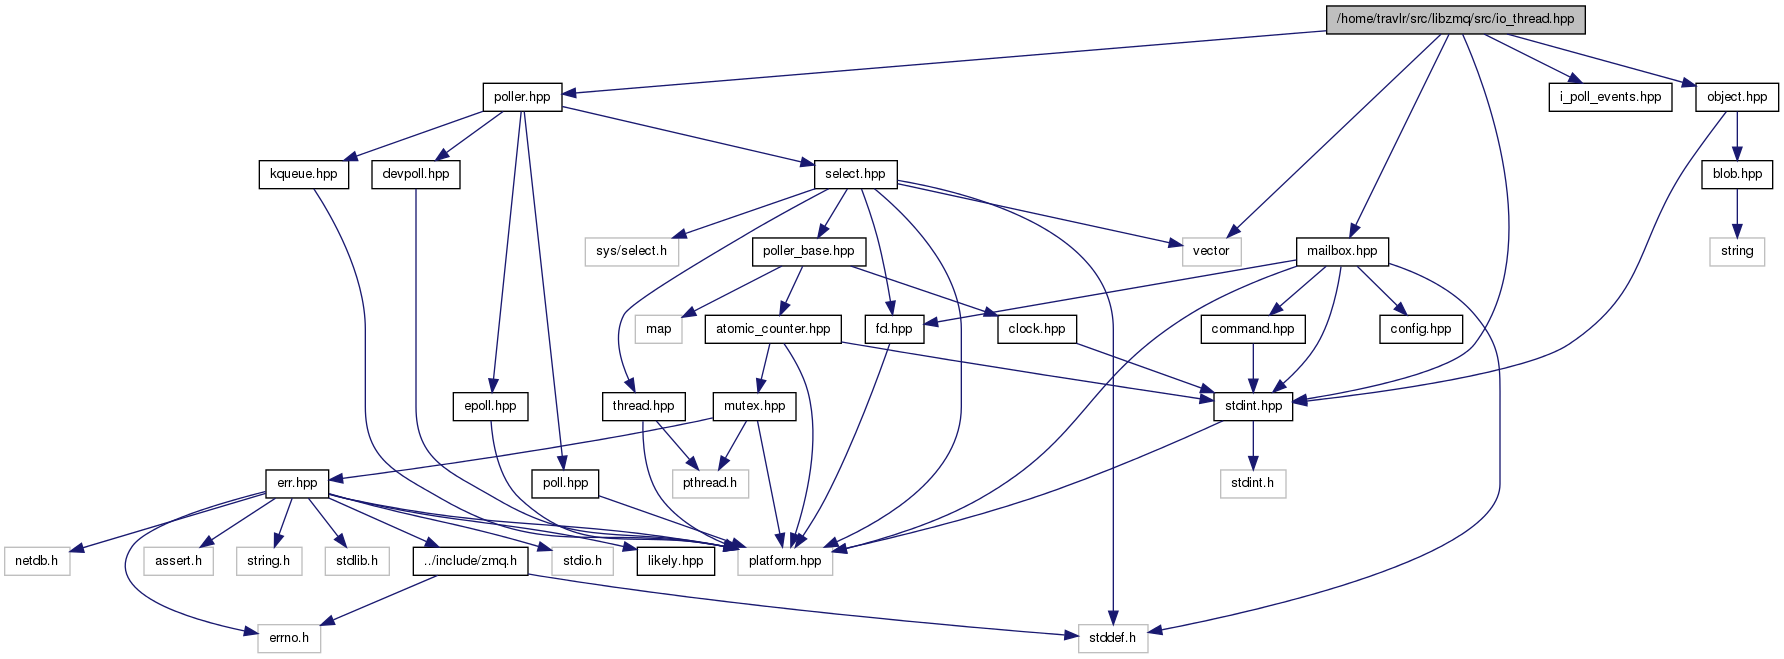 /home/travlr/src/libzmq/src/io_thread.hpp
poller.hpp
i_poll_events.hpp
object.hpp
kqueue.hpp
devpoll.hpp
select.hpp
blob.hpp
sys/select.h
poller_base.hpp
vector
mailbox.hpp
string
map
atomic_counter.hpp
fd.hpp
clock.hpp
command.hpp
config.hpp
epoll.hpp
thread.hpp
mutex.hpp
stdint.hpp
err.hpp
poll.hpp
pthread.h
stdint.h
netdb.h
assert.h
string.h
stdlib.h
../include/zmq.h
stdio.h
likely.hpp
platform.hpp
errno.h
stddef.h